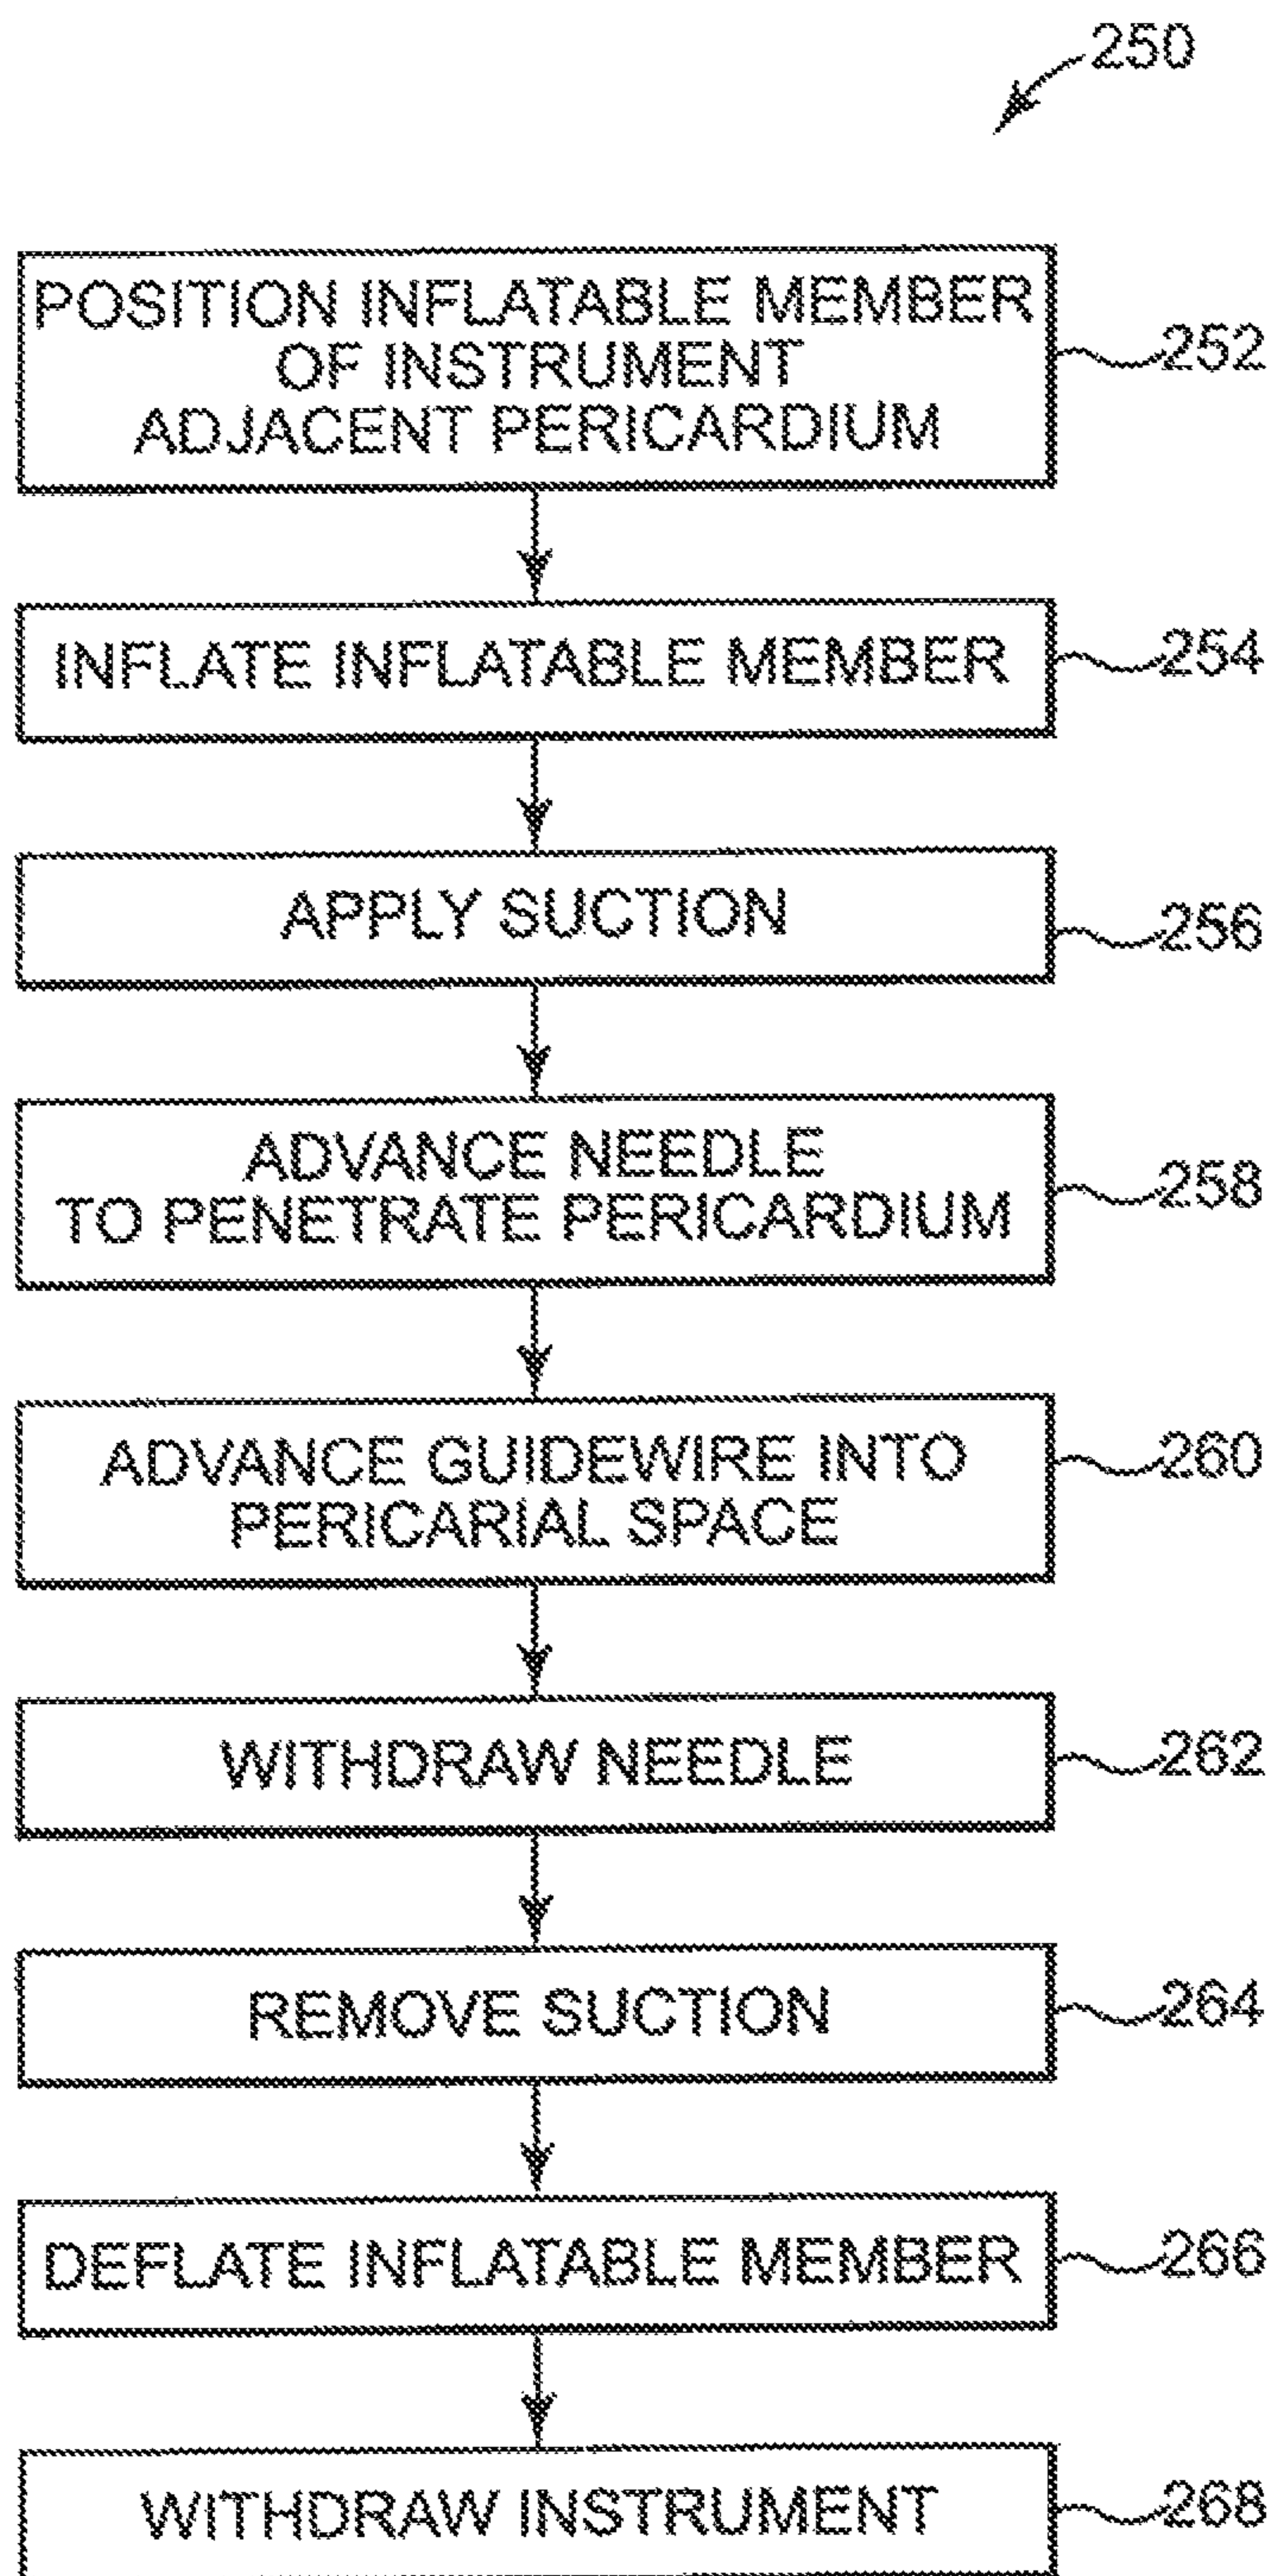 250
POSITION INFLATABLE MEMBER
OF INSTRUMENT
ADJACENT PERICARDIUM
252
INFLATE INFLATABLE MEMBER
254
APPLY SUCTION
256
ADVANCE NEEDLE
TO PENETRATE PERICARDIUM
258
ADVANCE GUIDEWIRE INTO
PERICARIAL SPACE
260
WITHDRAW NEEDLE
262
REMOVE SUCTION
264
DEFLATE INFLATABLE MEMBER
266
WITHDRAW INSTRUMENT
268